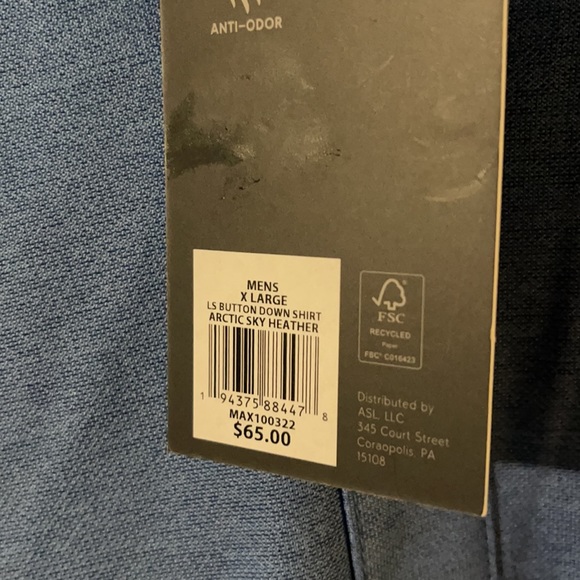 ANTI-ODOR
MENS
X LARGE
LS BUTTON DOWN SHIRT
ARCTIC SKY HEATHER
1 94375 88447 8
MAX100322
$65.00
FSC
RECYCLED
Paper
FSC® C016423
Distributed by
ASL, LLC
345 Court Street
Coraopolis, PA
15108